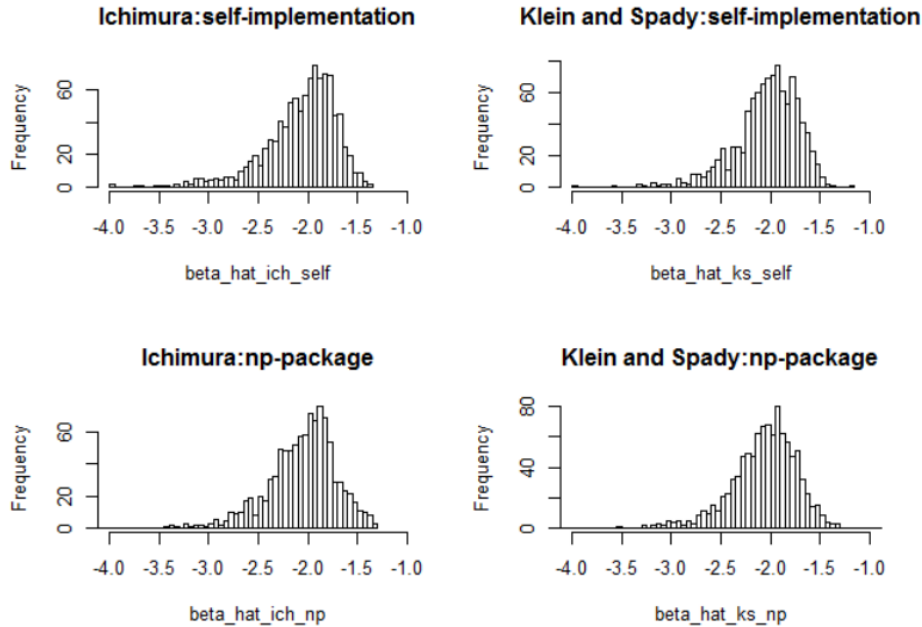 Ichimura:self-implementation
Klein and Spady:self-implementation
Frequency
0 20 60
-4.0 -3.5 -3.0 -2.5 -2.0 -1.5 -1.0
beta_hat_ich_self
Frequency
0 20 60
-4.0 -3.5 -3.0 -2.5 -2.0 -1.5 -1.0
beta_hat_ks_self
Ichimura:np-package
Klein and Spady:np-package
Frequency
0 20 60
-4.0 -3.5 -3.0 -2.5 -2.0 -1.5 -1.0
beta_hat_ich_np
Frequency
0 40 80
-4.0 -3.5 -3.0 -2.5 -2.0 -1.5 -1.0
beta_hat_ks_np